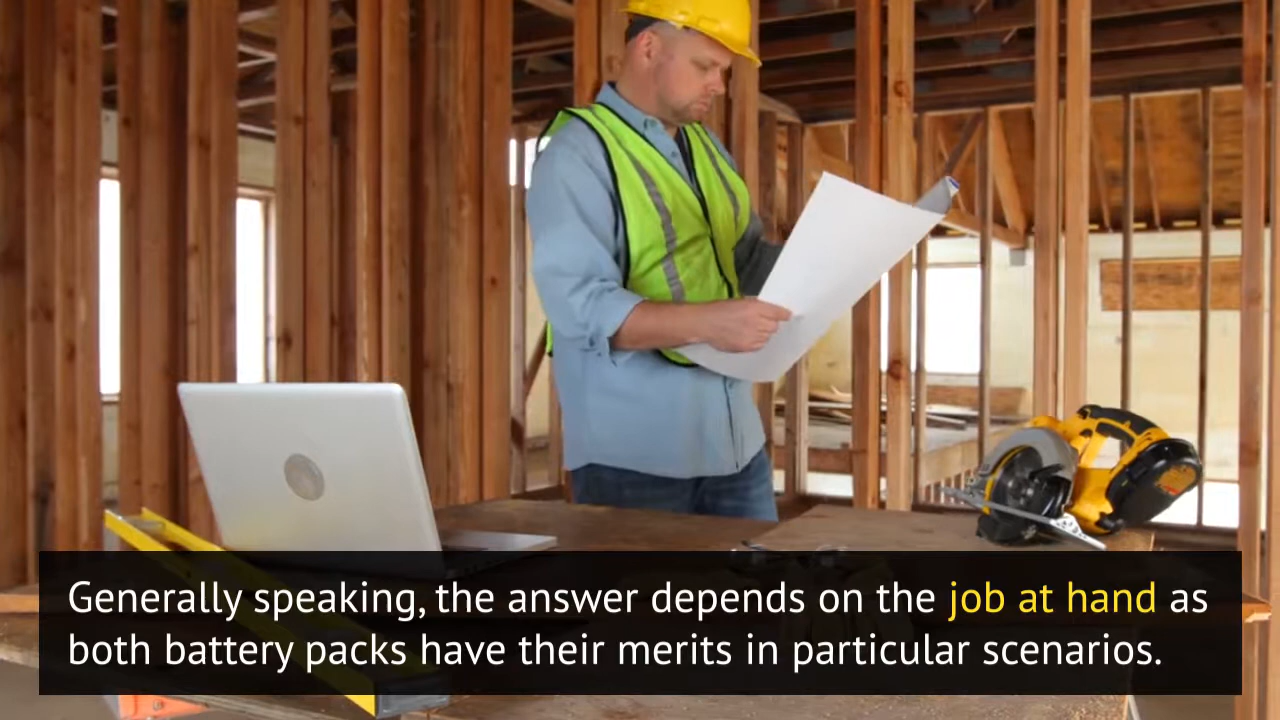 Generally speaking, the answer depends on the job at hand as
both battery packs have their merits in particular scenarios.